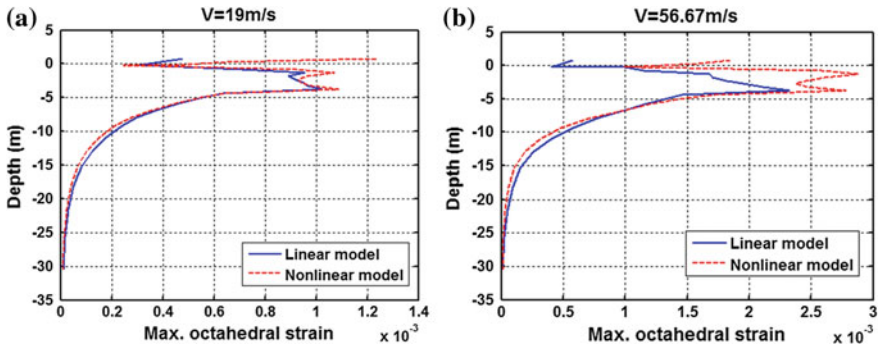 (a)
V=19m/s
5
0
-5
-10
-15
-20
-25
-30
-35
Depth (m)
0
0.2
0.4
0.6
0.8
1
1.2
1.4
x 10⁻³
Max. octahedral strain
Linear model
Nonlinear model
(b)
V=56.67m/s
5
0
-5
-10
-15
-20
-25
-30
-35
Depth (m)
0
0.5
1
1.5
2
2.5
3
x 10⁻³
Max. octahedral strain
Linear model
Nonlinear model